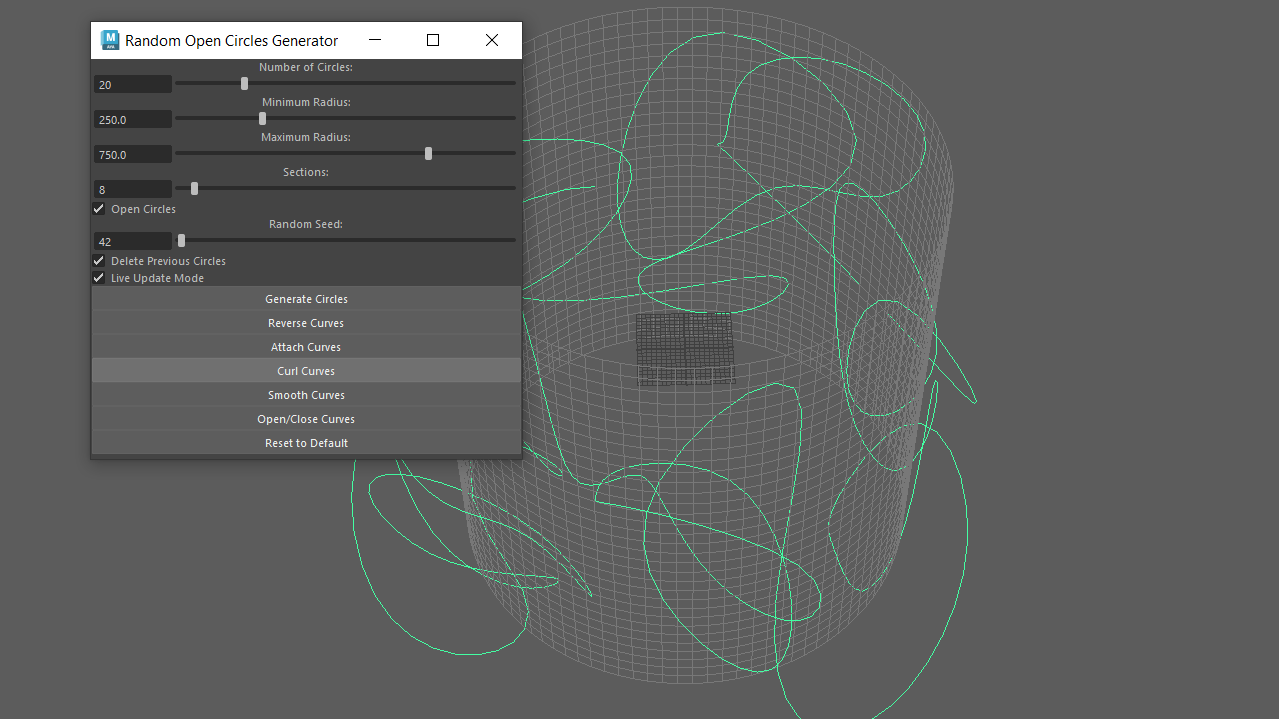 Random Open Circles Generator
Number of Circles:
20
Minimum Radius:
250.0
Maximum Radius:
750.0
Sections:
8
Open Circles
Random Seed:
42
Delete Previous Circles
Live Update Mode
Generate Circles
Reverse Curves
Attach Curves
Curl Curves
Smooth Curves
Open/Close Curves
Reset to Default